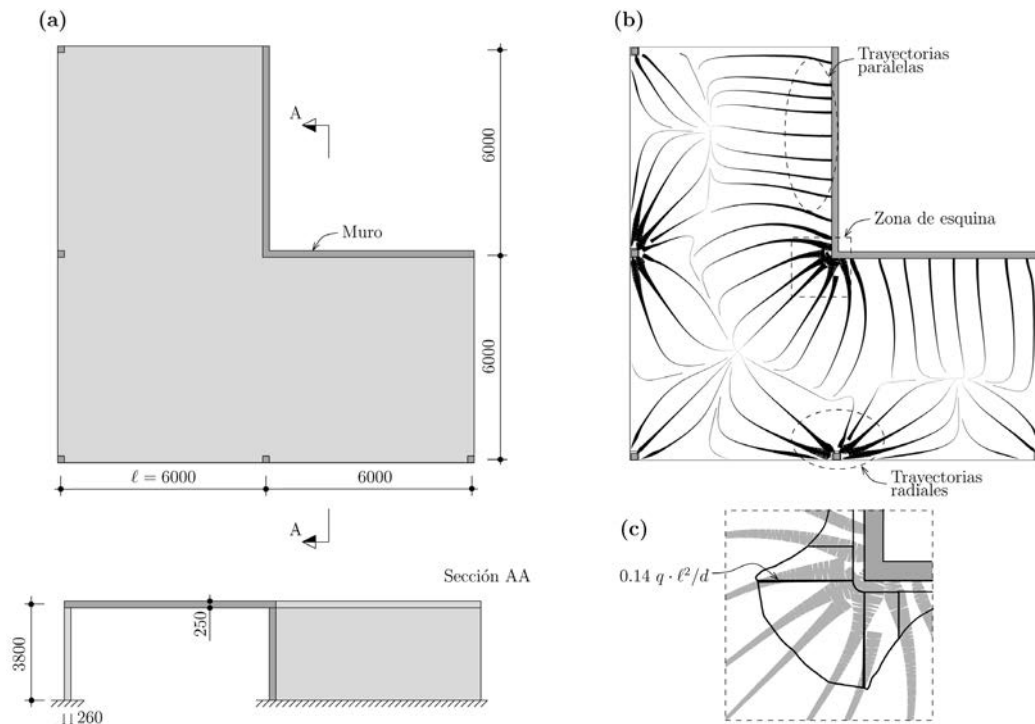 (a)
A
6000
Muro
6000
ℓ = 6000
6000
A
Sección AA
3800
250
260
(b)
Trayectorias
paralelas
Zona de esquina
Trayectorias
radiales
(c)
0.14 q · ℓ²/d